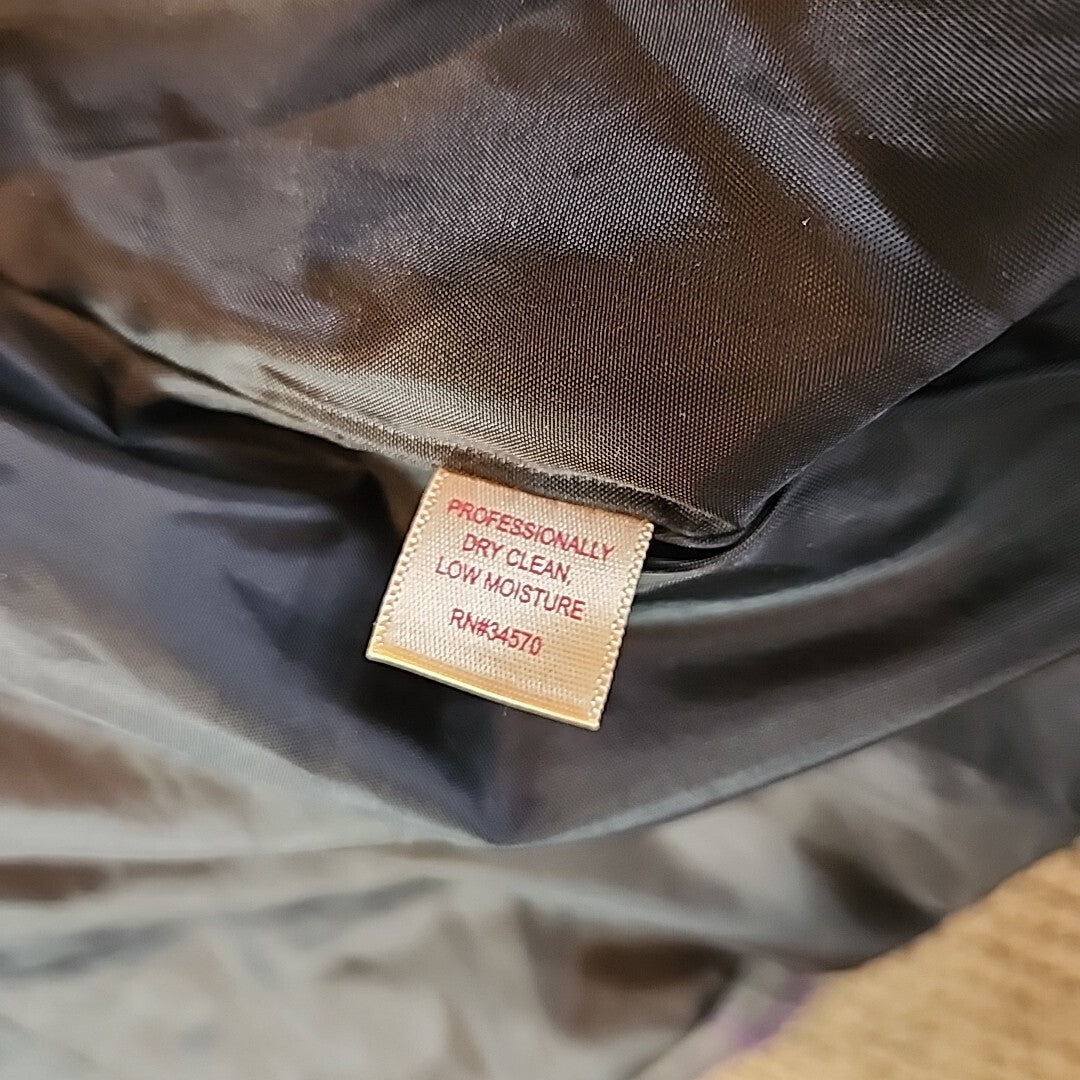 PROFESSIONALLY
DRY CLEAN,
LOW MOISTURE
RN#34570